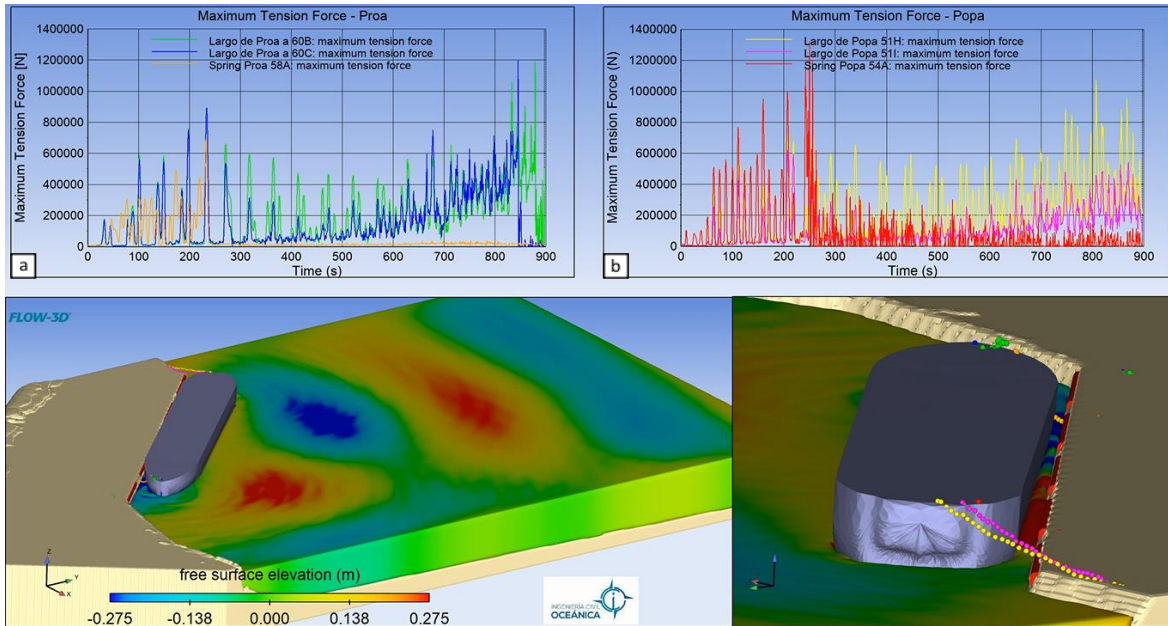 Maximum Tension Force - Proa
Largo de Proa a 60B: maximum tension force
Largo de Proa a 60C: maximum tension force
Spring Proa 58A: maximum tension force
Maximum Tension Force [N]
1400000
1200000
1000000
800000
600000
400000
200000
0
0 100 200 300 400 500 600 700 800 900
Time (s)
a
Maximum Tension Force - Popa
Largo de Popa 51H: maximum tension force
Largo de Popa 51I: maximum tension force
Spring Popa 54A: maximum tension force
Maximum Tension Force (N)
1400000
1200000
1000000
800000
600000
400000
200000
0
0 100 200 300 400 500 600 700 800 900
Time (s)
b
FLOW-3D
z
Y
X
free surface elevation (m)
-0.275 -0.138 0.000 0.138 0.275
INGENIERÍA CIVIL
OCEÁNICA